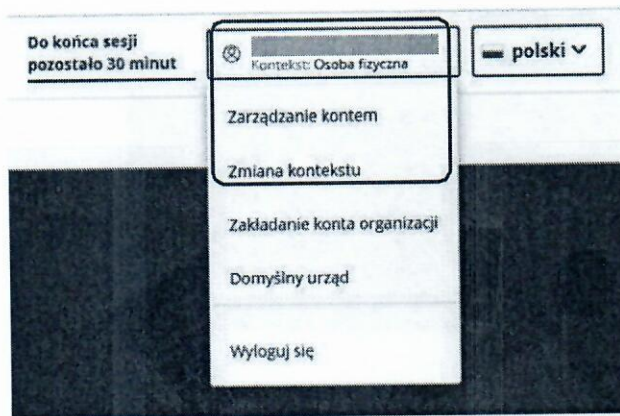 Do końca sesji
pozostało 30 minut
Kontekst: Osoba fizyczna
polski
Zarządzanie kontem
Zmiana kontekstu
Zakładanie konta organizacji
Domyślny urząd
Wyloguj się